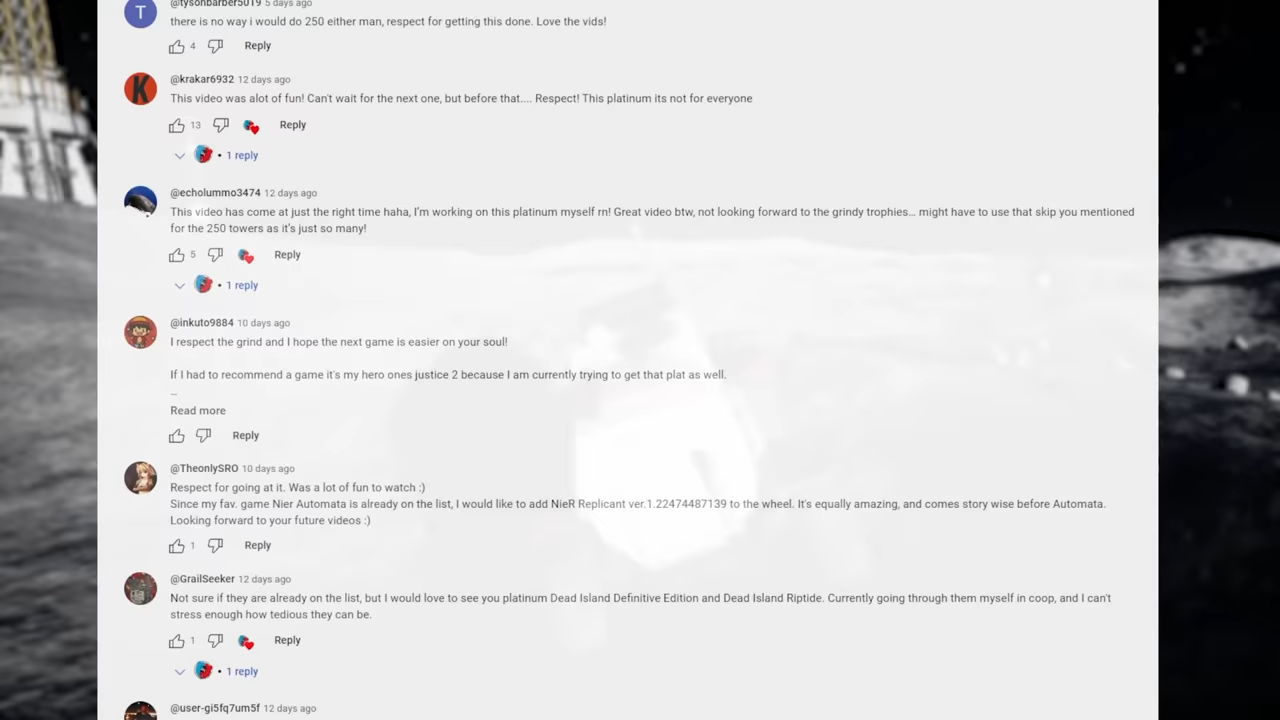 @tysonbarber5019 5 days ago
T
there is no way i would do 250 either man, respect for getting this done. Love the vids!
4 Reply
@krakar6932 12 days ago
K
This video was alot of fun! Can't wait for the next one, but before that.... Respect! This platinum its not for everyone
13 Reply
• 1 reply
@echolummo3474 12 days ago
This video has come at just the right time haha, I'm working on this platinum myself rn! Great video btw, not looking forward to the grindy trophies... might have to use that skip you mentioned
for the 250 towers as it's just so many!
5 Reply
• 1 reply
@inkuto9884 10 days ago
I respect the grind and I hope the next game is easier on your soul!
If I had to recommend a game it's my hero ones justice 2 because I am currently trying to get that plat as well.
...
Read more
Reply
@TheonlySRO 10 days ago
Respect for going at it. Was a lot of fun to watch :)
Since my fav. game Nier Automata is already on the list, I would like to add NieR Replicant ver.1.22474487139 to the wheel. It's equally amazing, and comes story wise before Automata.
Looking forward to your future videos :)
1 Reply
@GrailSeeker 12 days ago
Not sure if they are already on the list, but I would love to see you platinum Dead Island Definitive Edition and Dead Island Riptide. Currently going through them myself in coop, and I can't
stress enough how tedious they can be.
1 Reply
• 1 reply
@user-gi5fq7um5f 12 days ago